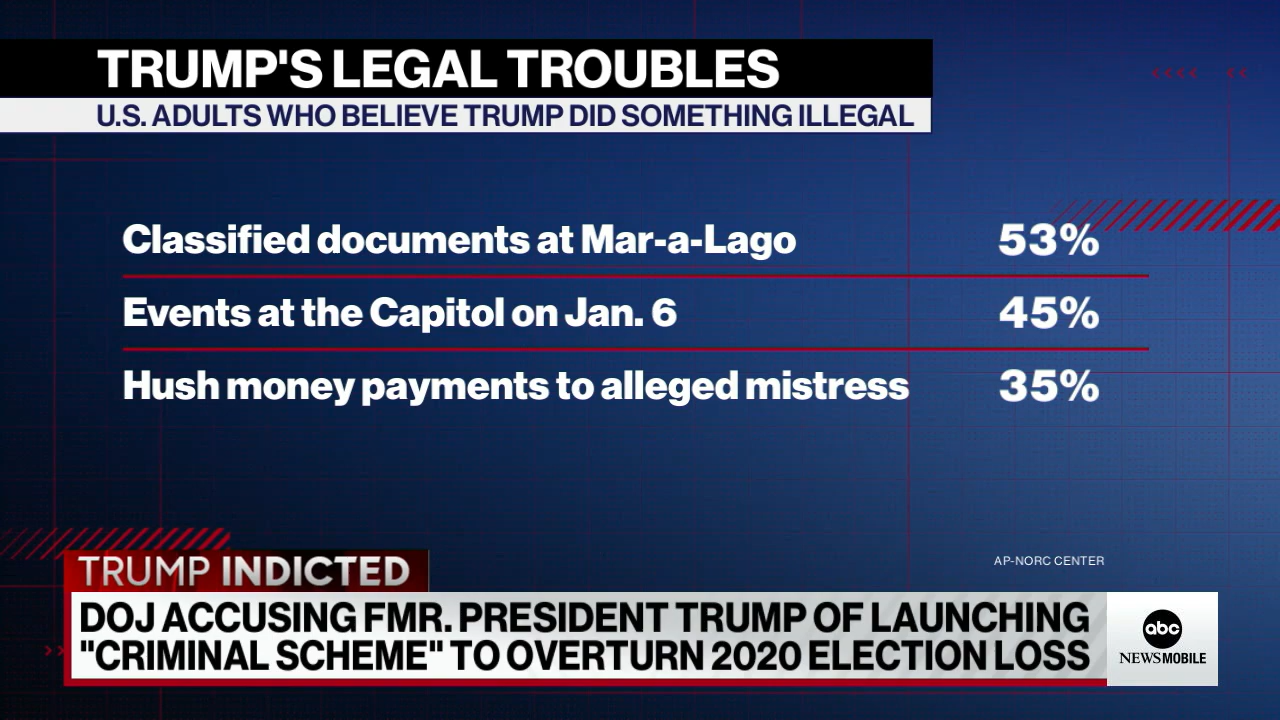 TRUMP'S LEGAL TROUBLES
U.S. ADULTS WHO BELIEVE TRUMP DID SOMETHING ILLEGAL
Classified documents at Mar-a-Lago 53%
Events at the Capitol on Jan. 6 45%
Hush money payments to alleged mistress 35%
AP-NORC CENTER
TRUMP INDICTED
DOJ ACCUSING FMR. PRESIDENT TRUMP OF LAUNCHING
"CRIMINAL SCHEME" TO OVERTURN 2020 ELECTION LOSS
abc
NEWS MOBILE